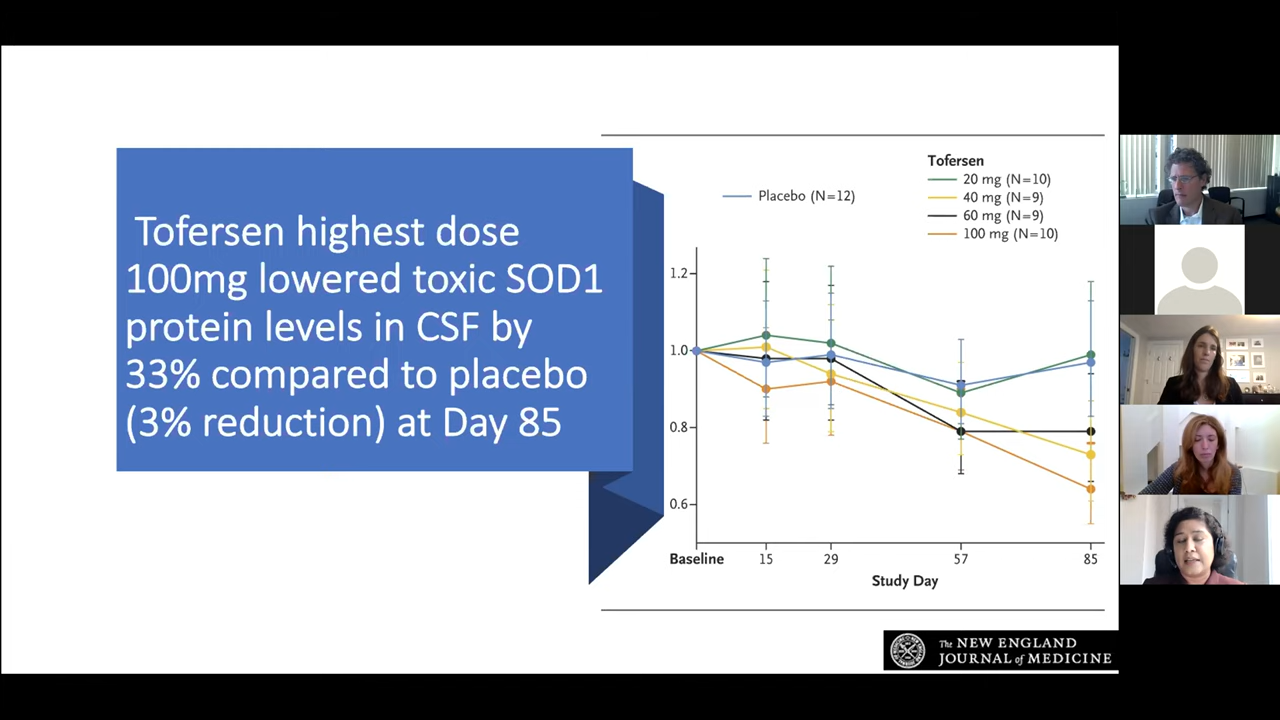 Tofersen highest dose
100mg lowered toxic SOD1
protein levels in CSF by
33% compared to placebo
(3% reduction) at Day 85
Placebo (N=12)
Tofersen
20 mg (N=10)
40 mg (N=9)
60 mg (N=9)
100 mg (N=10)
1.2
1.0
0.8
0.6
Baseline 15 29 57 85
Study Day
The NEW ENGLAND
JOURNAL of MEDICINE